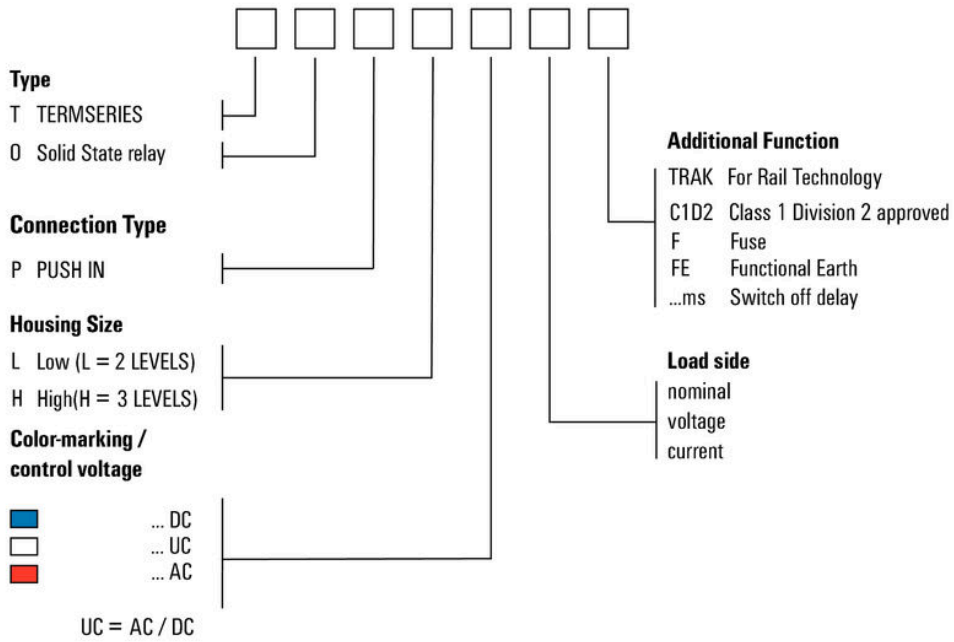 Type
T TERMSERIES
O Solid State relay
Connection Type
P PUSH IN
Housing Size
L Low (L = 2 LEVELS)
H High(H = 3 LEVELS)
Color-marking /
control voltage
... DC
... UC
... AC
UC = AC / DC
Additional Function
TRAK For Rail Technology
C1D2 Class 1 Division 2 approved
F Fuse
FE Functional Earth
...ms Switch off delay
Load side
nominal
voltage
current